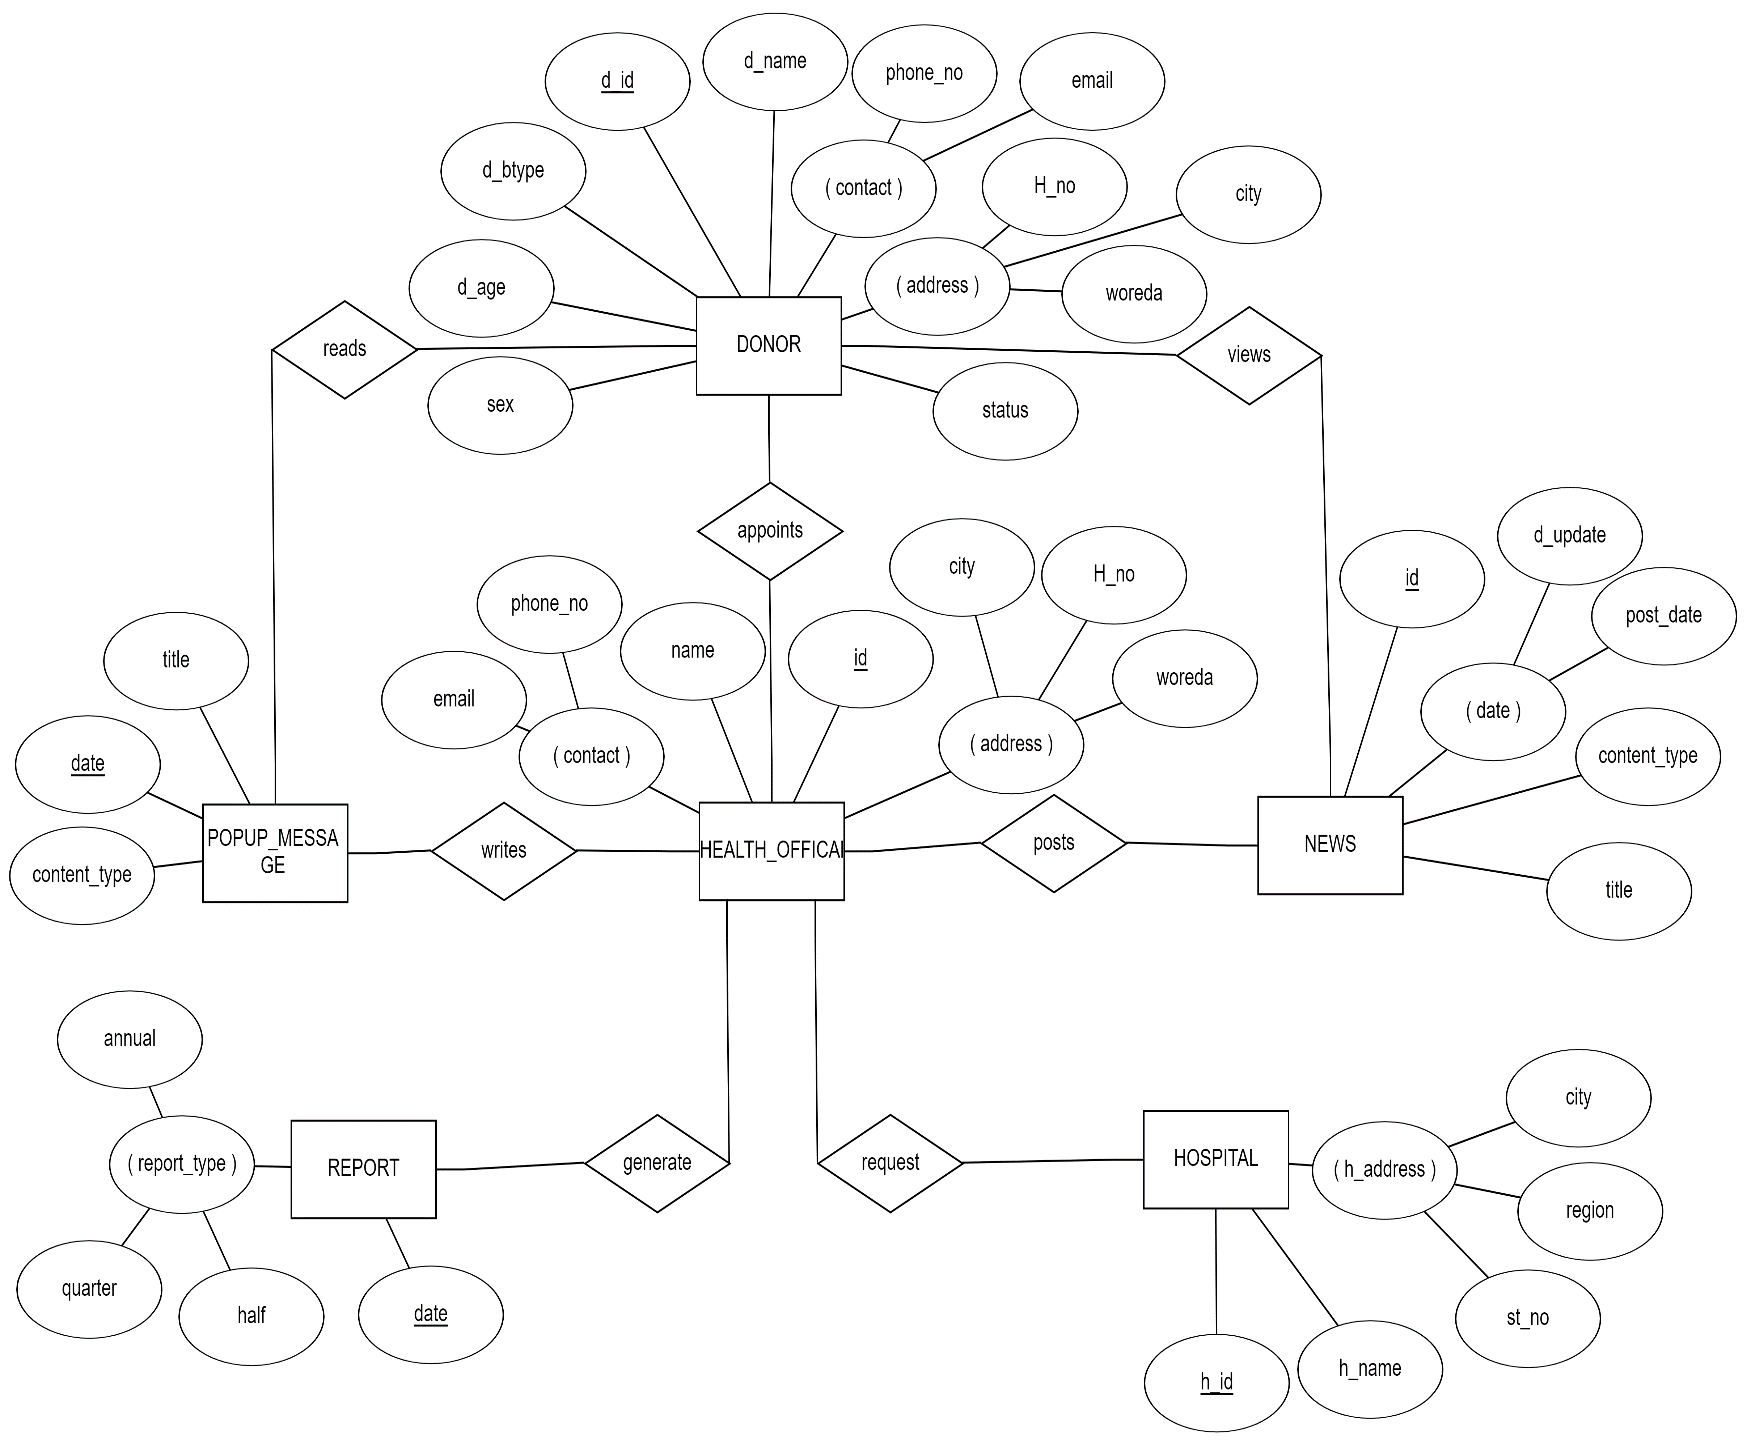 d_name
phone_no
email
d_id
d_btype
( contact )
H_no
city
d_age
( address )
woreda
reads
DONOR
views
sex
status
appoints
d_update
city
H_no
id
phone_no
post_date
title
name
id
woreda
email
( date )
( contact )
( address )
date
content_type
POPUP_MESSA
GE
writes
HEALTH_OFFICAI
posts
NEWS
content_type
title
annual
city
( report_type )
REPORT
generate
request
HOSPITAL
( h_address )
region
quarter
half
date
st_no
h_id
h_name